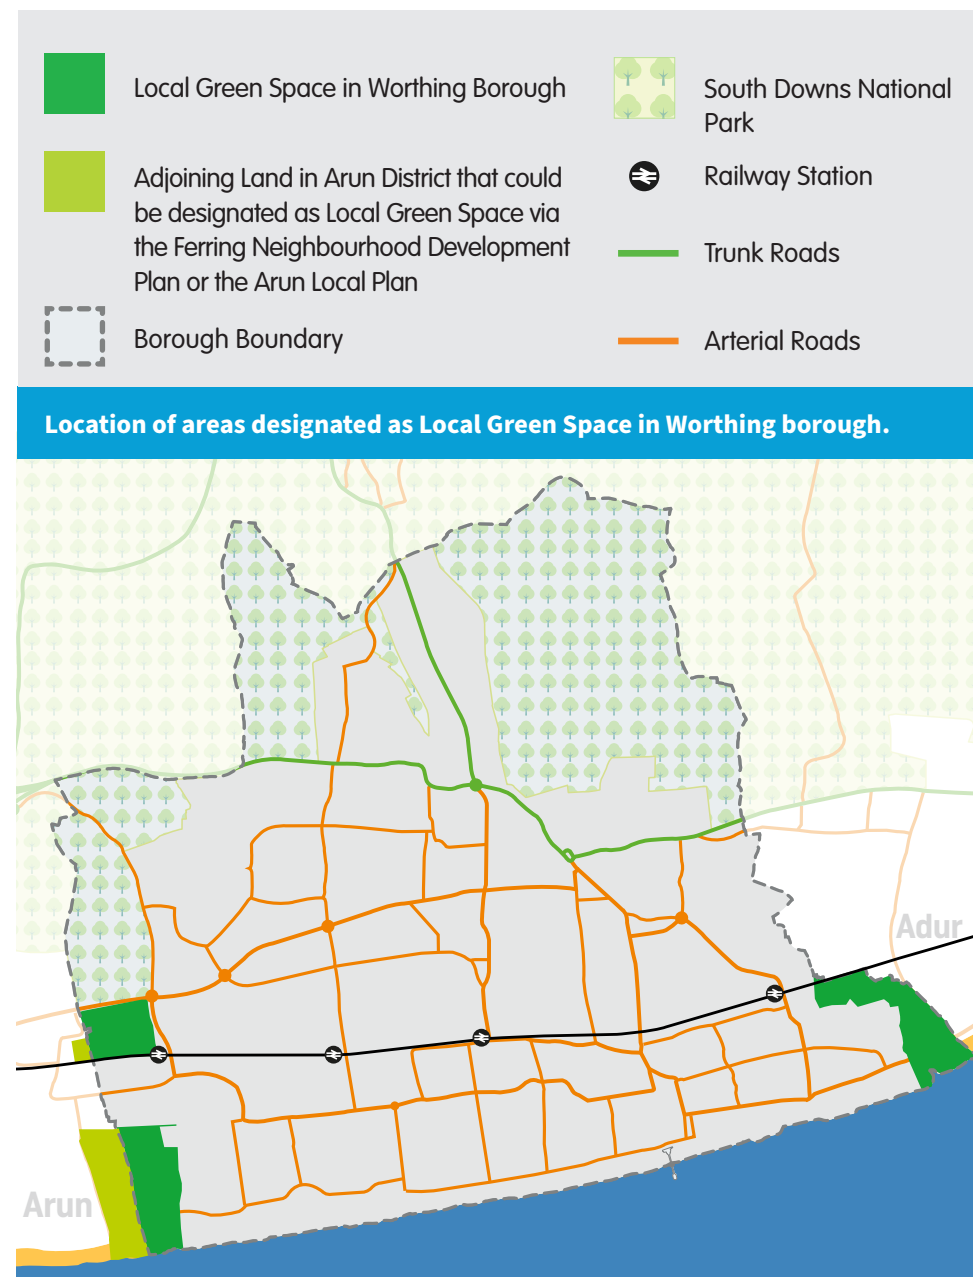 Local Green Space in Worthing Borough
Adjoining Land in Arun District that could
be designated as Local Green Space via
the Ferring Neighbourhood Development
Plan or the Arun Local Plan
Borough Boundary
South Downs National
Park
Railway Station
Trunk Roads
Arterial Roads
Location of areas designated as Local Green Space in Worthing borough.
Adur
Arun